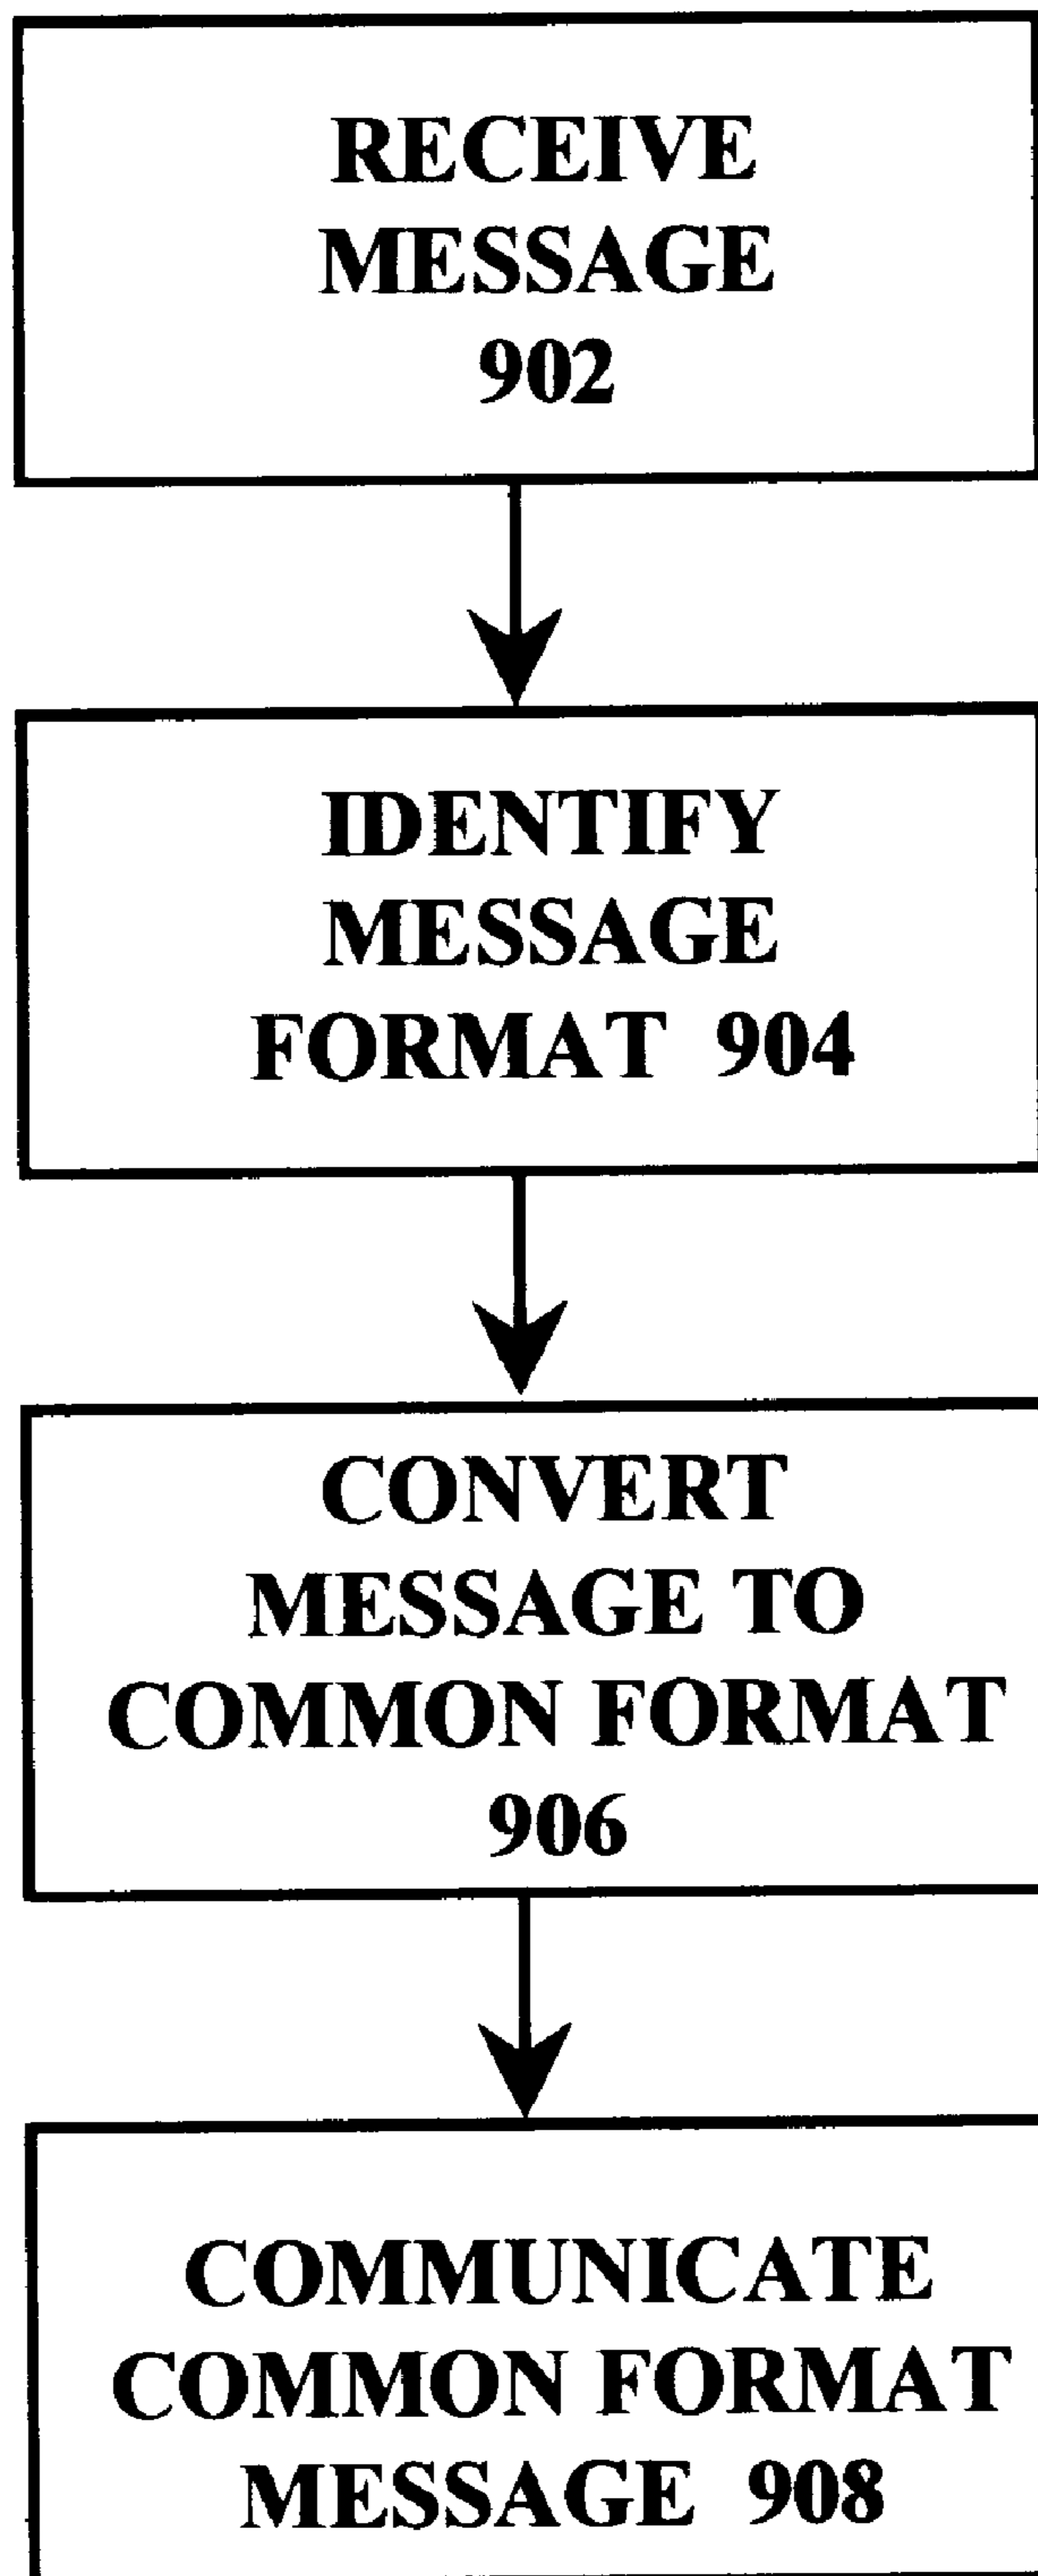 RECEIVE
MESSAGE
902
IDENTIFY
MESSAGE
FORMAT 904
CONVERT
MESSAGE TO
COMMON FORMAT
906
COMMUNICATE
COMMON FORMAT
MESSAGE 908